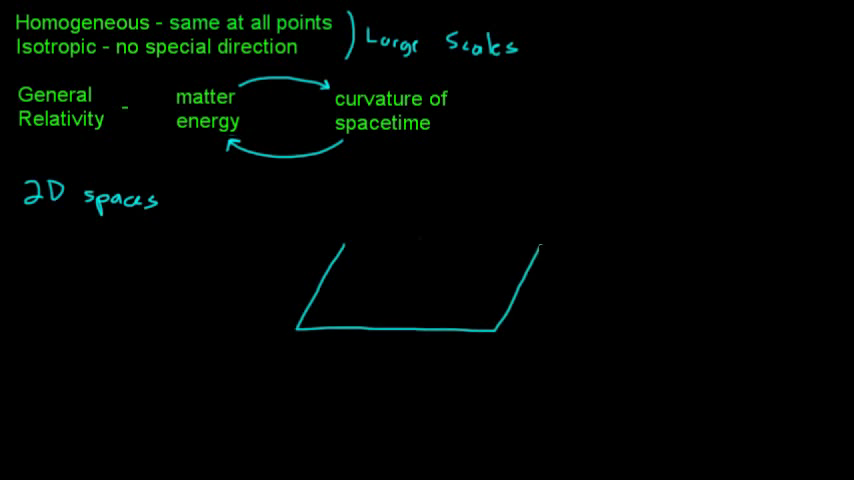 Homogeneous - same at all points
Isotropic - no special direction
Large Scales
General Relativity - matter energy
curvature of spacetime
2D spaces